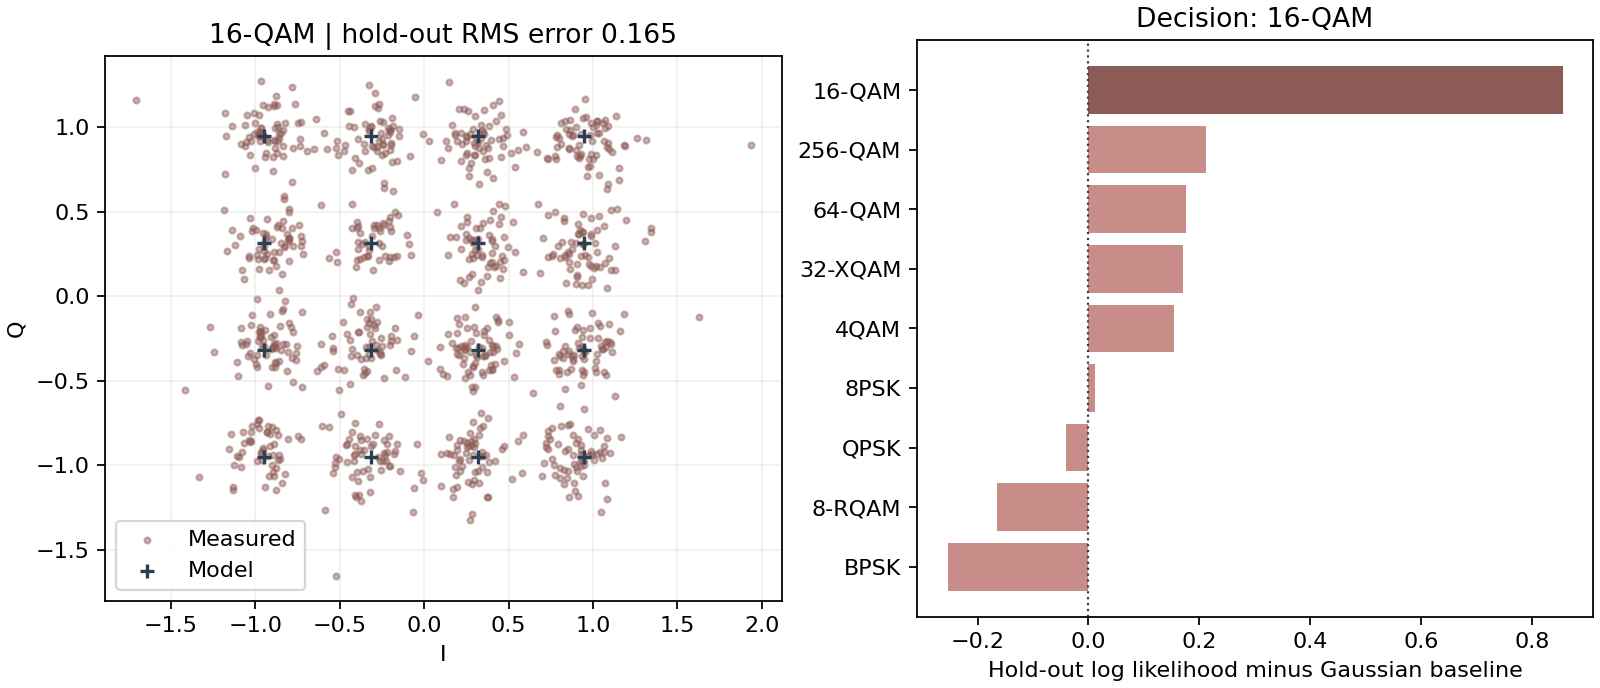 16-QAM | hold-out RMS error 0.165
1.0
0.5
0.0
−0.5
−1.0
−1.5
Q
Measured
Model
−1.5
−1.0
−0.5
0.0
0.5
1.0
1.5
2.0
I
Decision: 16-QAM
16-QAM
256-QAM
64-QAM
32-XQAM
4QAM
8PSK
QPSK
8-RQAM
BPSK
−0.2
0.0
0.2
0.4
0.6
0.8
Hold-out log likelihood minus Gaussian baseline